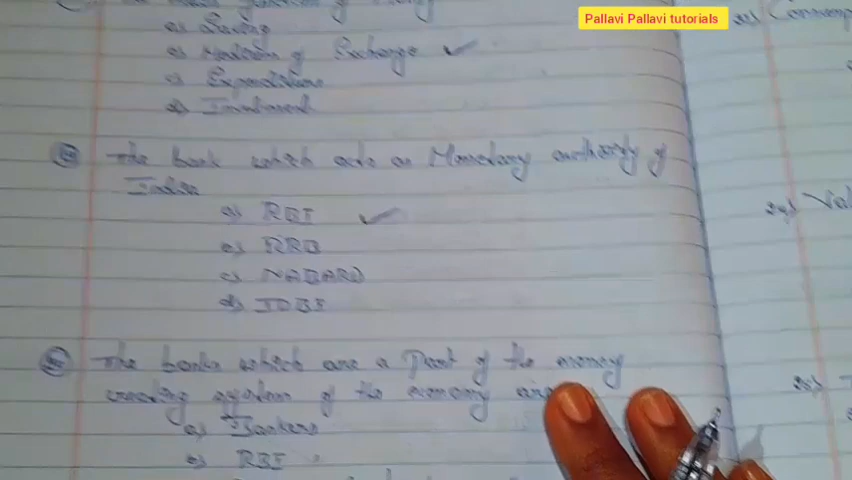 Pallavi Pallavi tutorials
a) Saving
b) Medium of Exchange ✓
c) Expenditure
d) Investment
The bank which acts as Monetary authority of
India
a) RBI ✓
b) RRB
c) NABARD
d) IDBI
The banks which are a Part of the money
creating system of the economy are
a) Bankers
b) RBI